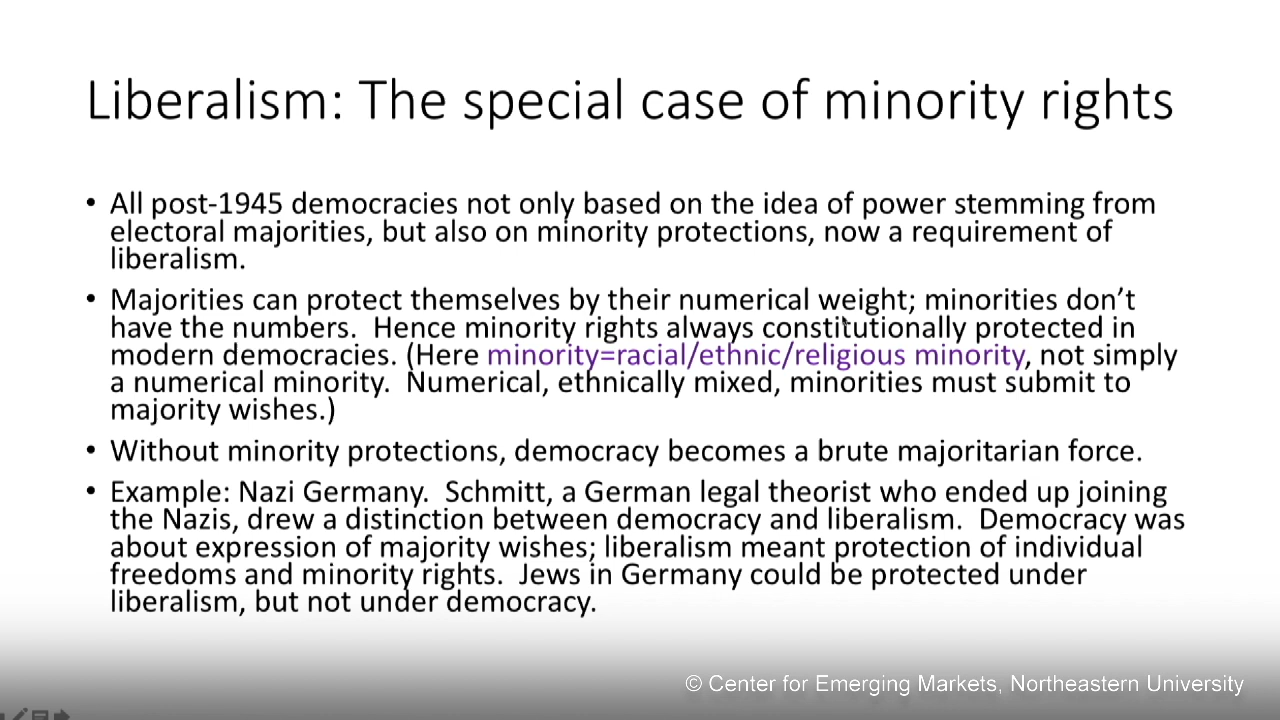 Liberalism: The special case of minority rights
• All post-1945 democracies not only based on the idea of power stemming from
electoral majorities, but also on minority protections, now a requirement of
liberalism.
• Majorities can protect themselves by their numerical weight; minorities don’t
have the numbers.  Hence minority rights always constitutionally protected in
modern democracies. (Here minority=racial/ethnic/religious minority, not simply
a numerical minority.  Numerical, ethnically mixed, minorities must submit to
majority wishes.)
• Without minority protections, democracy becomes a brute majoritarian force.
• Example: Nazi Germany.  Schmitt, a German legal theorist who ended up joining
the Nazis, drew a distinction between democracy and liberalism.  Democracy was
about expression of majority wishes; liberalism meant protection of individual
freedoms and minority rights.  Jews in Germany could be protected under
liberalism, but not under democracy.
© Center for Emerging Markets, Northeastern University